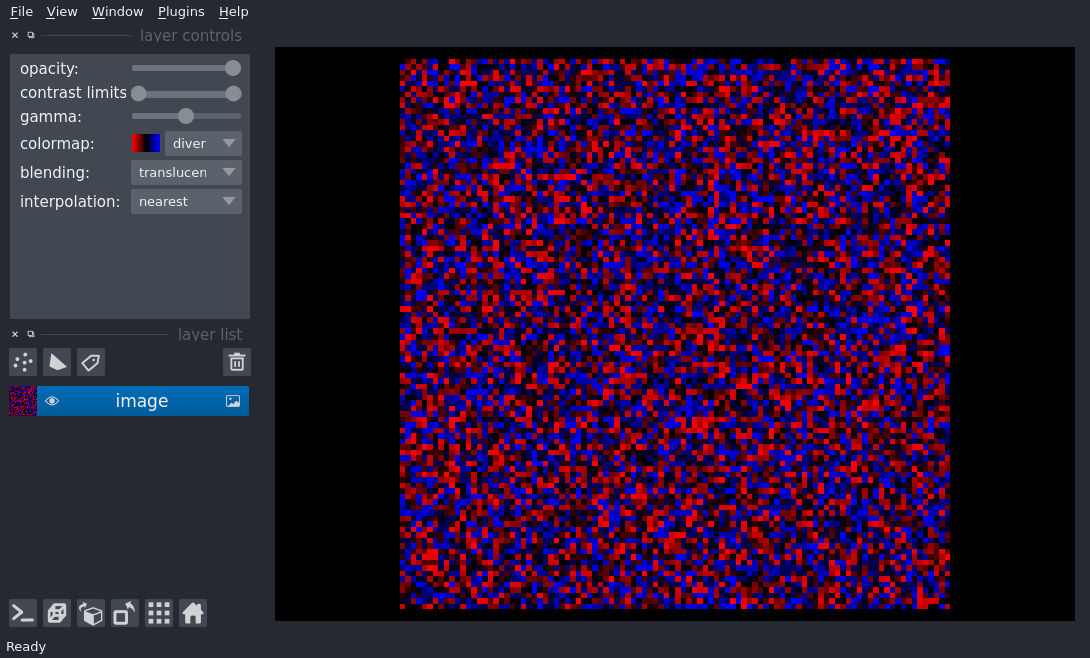 File View Window Plugins Help
layer controls
opacity:
contrast limits
gamma:
colormap: diver
blending: translucen
interpolation: nearest
layer list
image
Ready